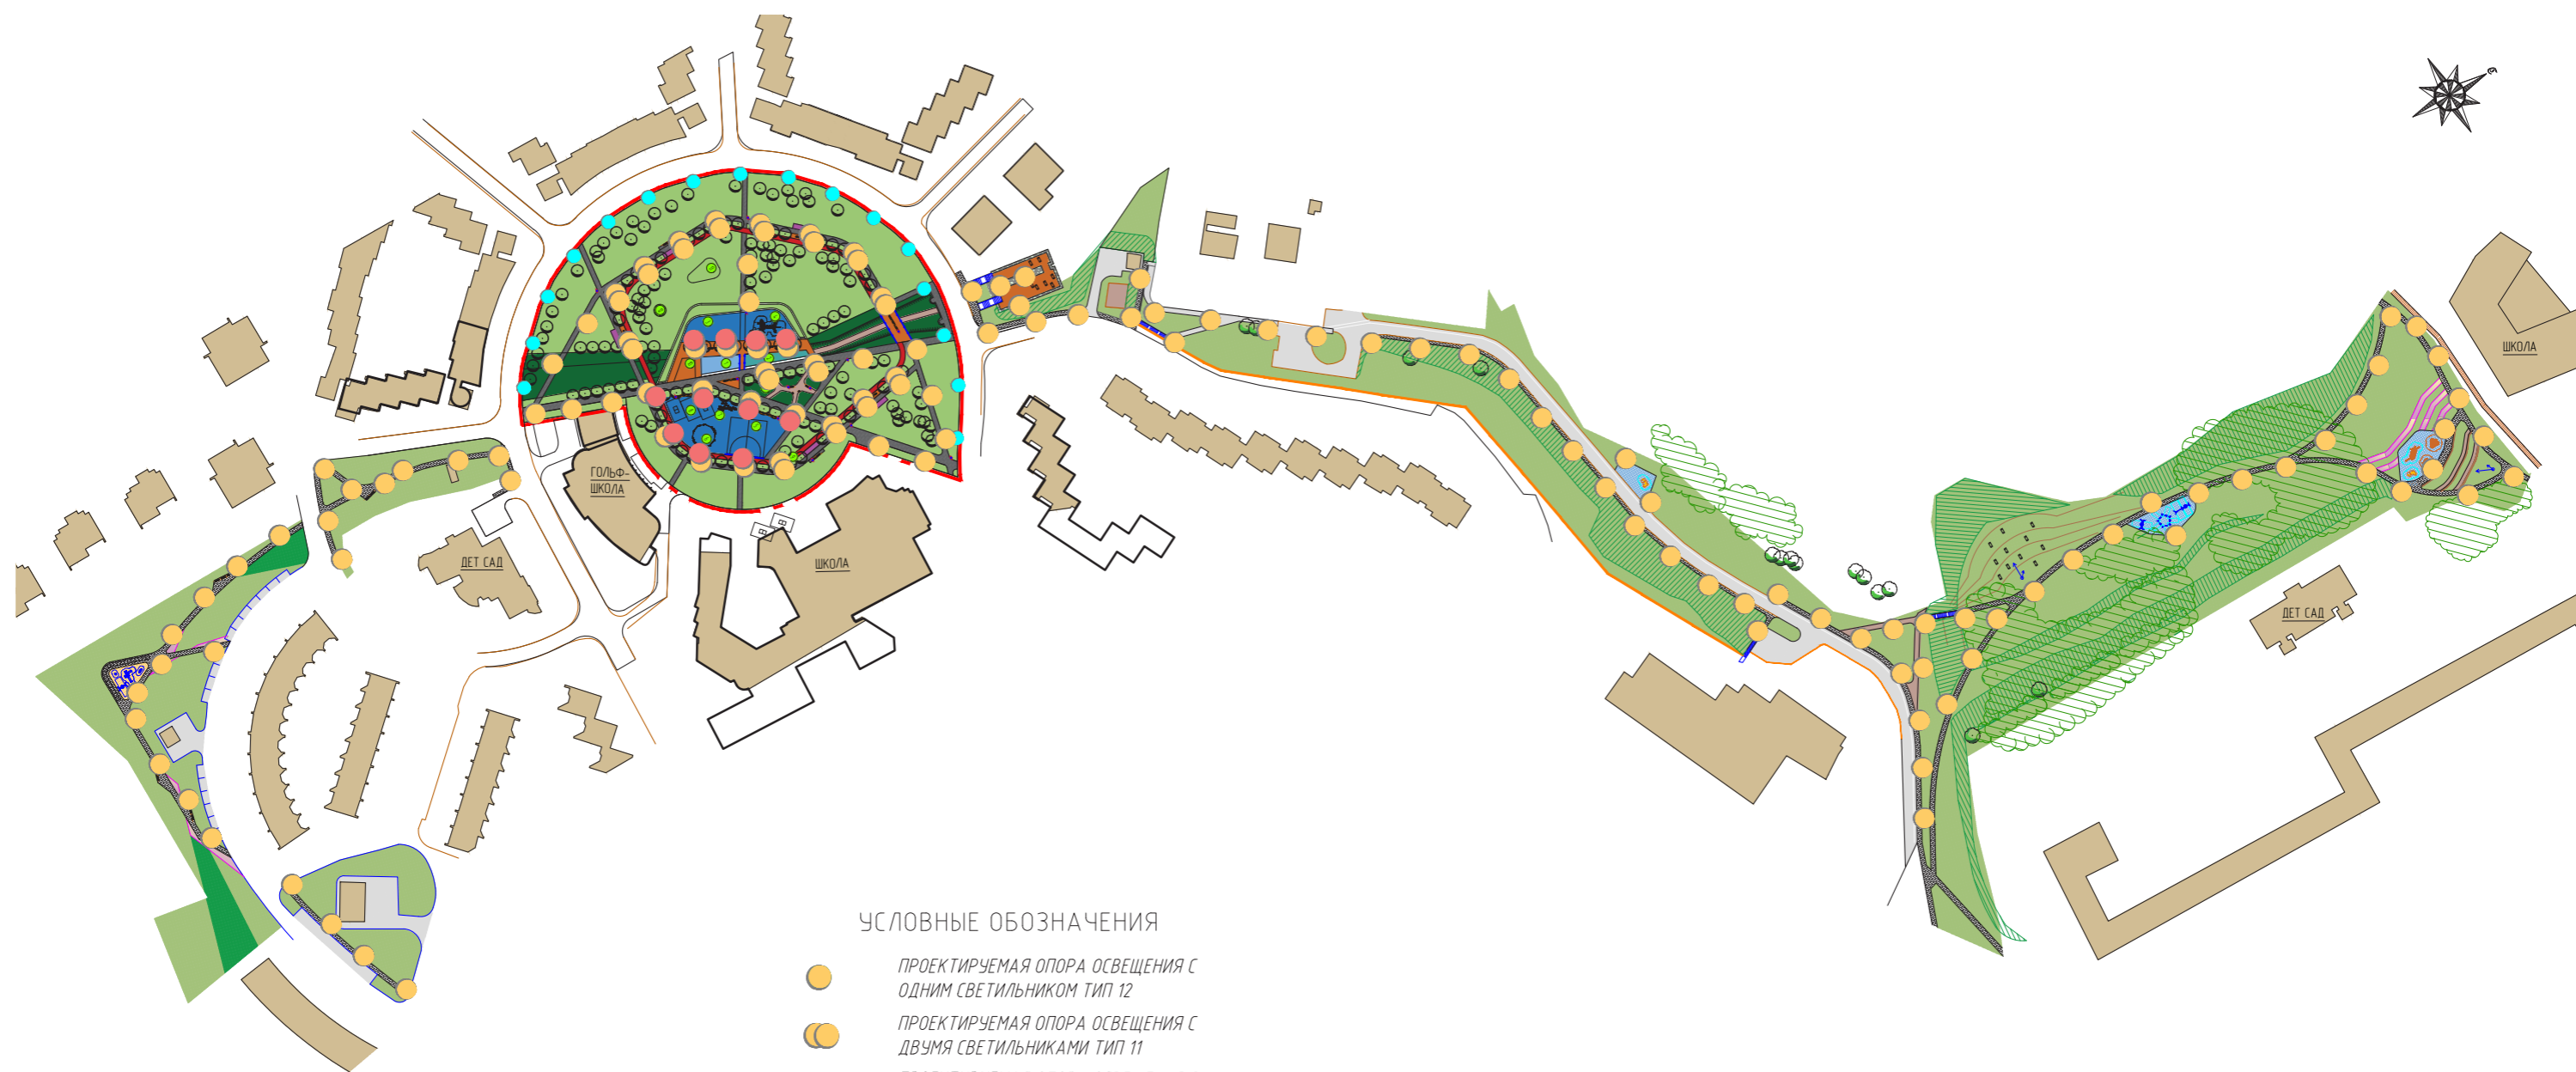 ШКОЛА
ГОЛЬФ-
ШКОЛА
ДЕТ САД
ШКОЛА
ДЕТ САД
УСЛОВНЫЕ ОБОЗНАЧЕНИЯ
ПРОЕКТИРУЕМАЯ ОПОРА ОСВЕЩЕНИЯ С
ОДНИМ СВЕТИЛЬНИКОМ ТИП 12
ПРОЕКТИРУЕМАЯ ОПОРА ОСВЕЩЕНИЯ С
ДВУМЯ СВЕТИЛЬНИКАМИ ТИП 11